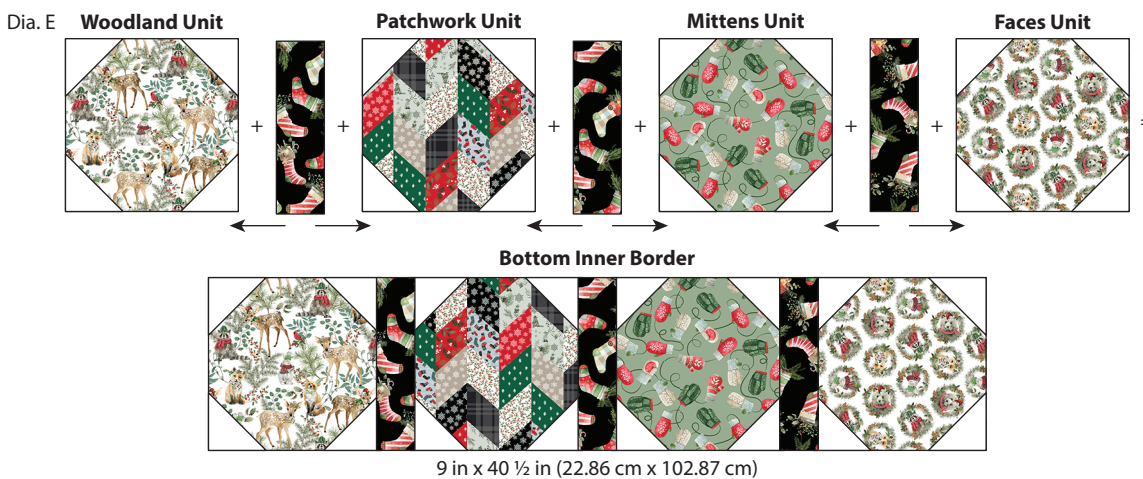 Dia. E Woodland Unit Patchwork Unit Mittens Unit Faces Unit
+ + + + + +
Bottom Inner Border
9 in x 40 ½ in (22.86 cm x 102.87 cm)